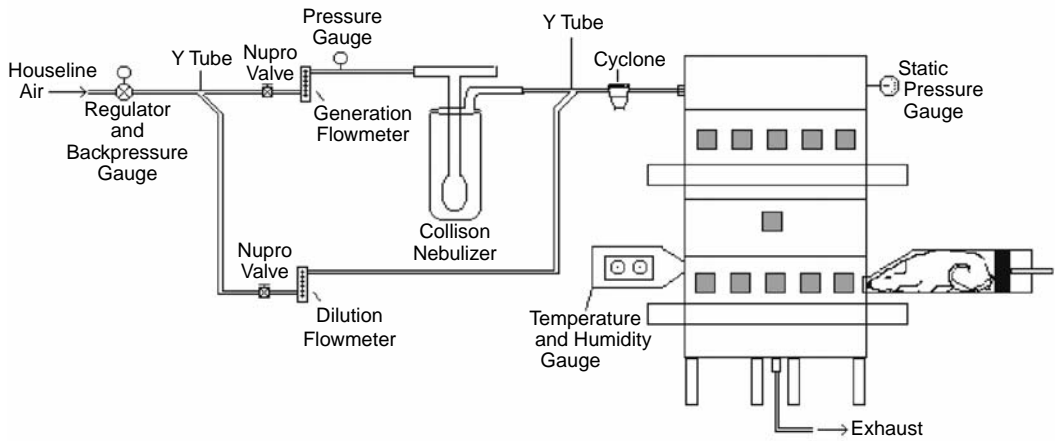 Houseline
Air
Regulator
and
Backpressure
Gauge
Y Tube
Nupro
Valve
Pressure
Gauge
Generation
Flowmeter
Collison
Nebulizer
Nupro
Valve
Dilution
Flowmeter
Y Tube
Cyclone
Static
Pressure
Gauge
Temperature
and Humidity
Gauge
Exhaust